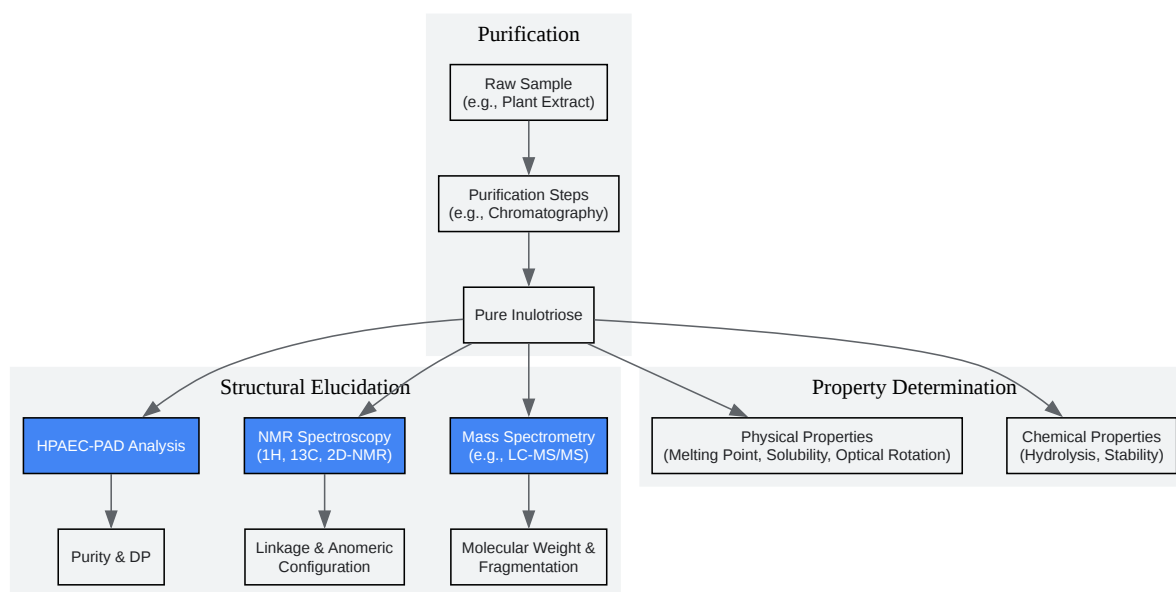 Purification
Raw Sample
(e.g., Plant Extract)
Purification Steps
(e.g., Chromatography)
Pure Inulotriose
Structural Elucidation
HPAEC-PAD Analysis
NMR Spectroscopy
(1H, 13C, 2D-NMR)
Mass Spectrometry
(e.g., LC-MS/MS)
Purity & DP
Linkage & Anomeric
Configuration
Molecular Weight &
Fragmentation
Property Determination
Physical Properties
(Melting Point, Solubility, Optical Rotation)
Chemical Properties
(Hydrolysis, Stability)